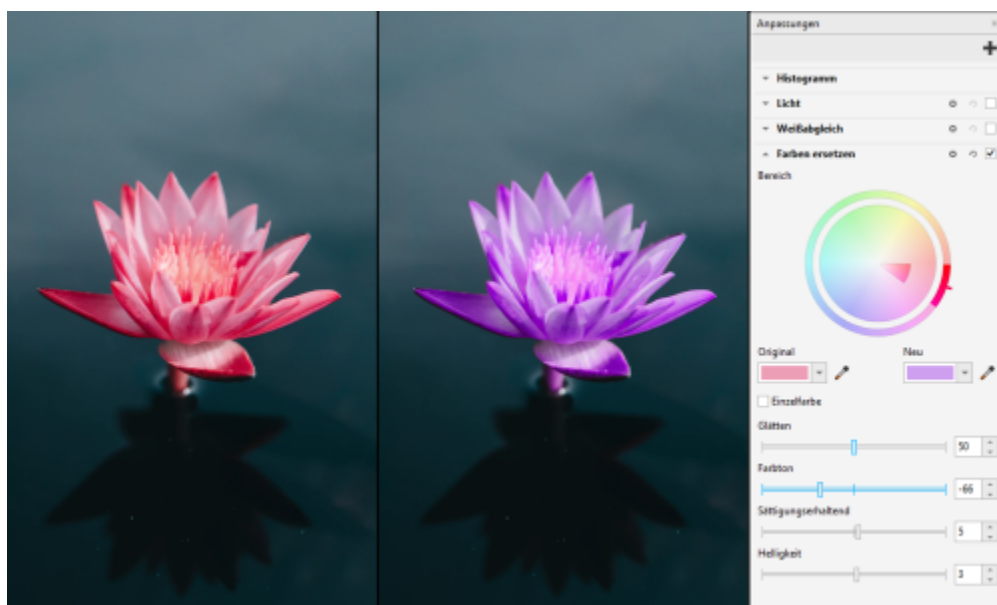 Anpassungen
Histogramm
Licht
Weißabgleich
Farben ersetzen
Bereich
Original Neu
Einzelfarbe
Glätten
50
Farbton
-66
Sättigungserhaltend
5
Helligkeit
3